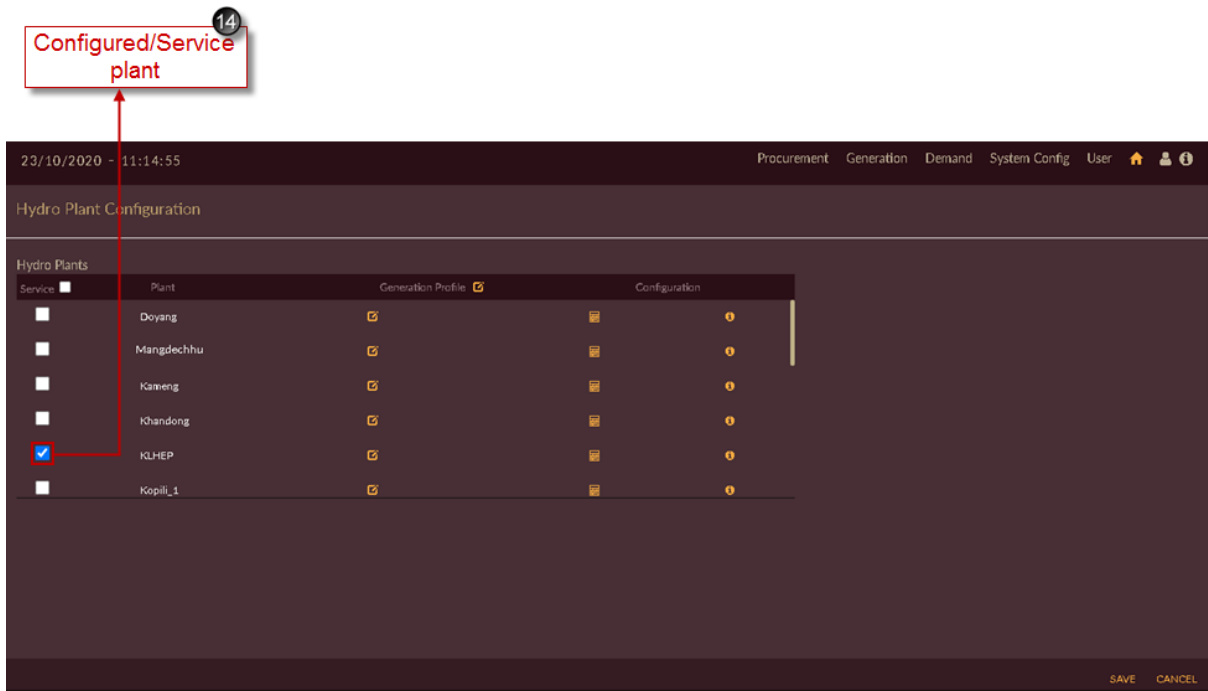 14
Configured/Service
plant
23/10/2020 - 11:14:55 Procurement Generation Demand System Config User
Hydro Plant Configuration
Hydro Plants
Service Plant Generation Profile Configuration
Doyang
Mangdechhu
Kameng
Khandong
KLHEP
Kopili_1
SAVE CANCEL